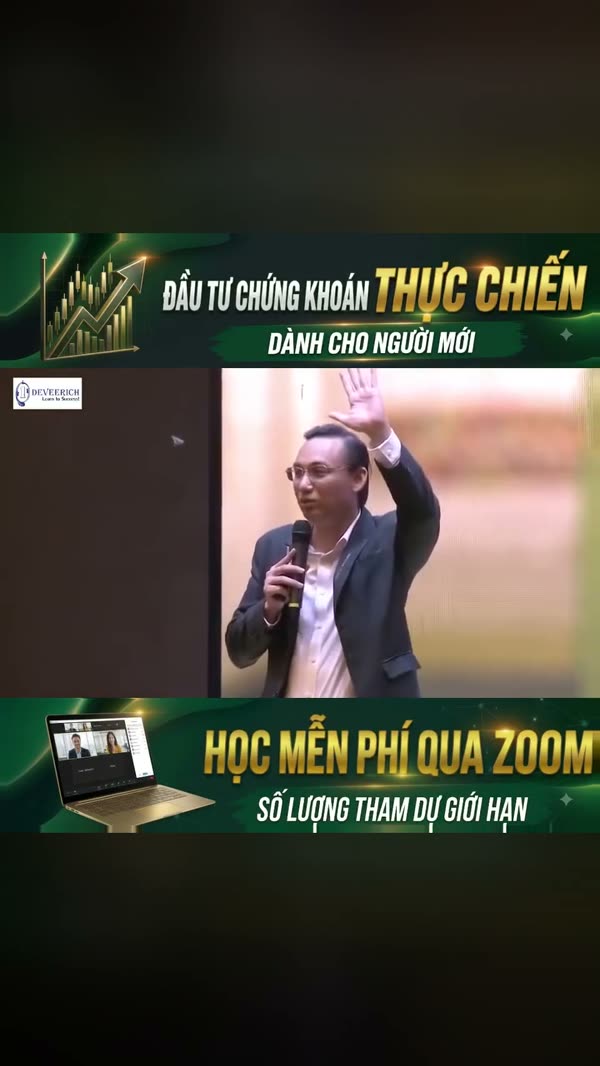 ĐẦU TƯ CHỨNG KHOÁN THỰC CHIẾN
DÀNH CHO NGƯỜI MỚI
DEVEERICH
Learn to Succeed
HỌC MỄN PHÍ QUA ZOOM
SỐ LƯỢNG THAM DỰ GIỚI HẠN